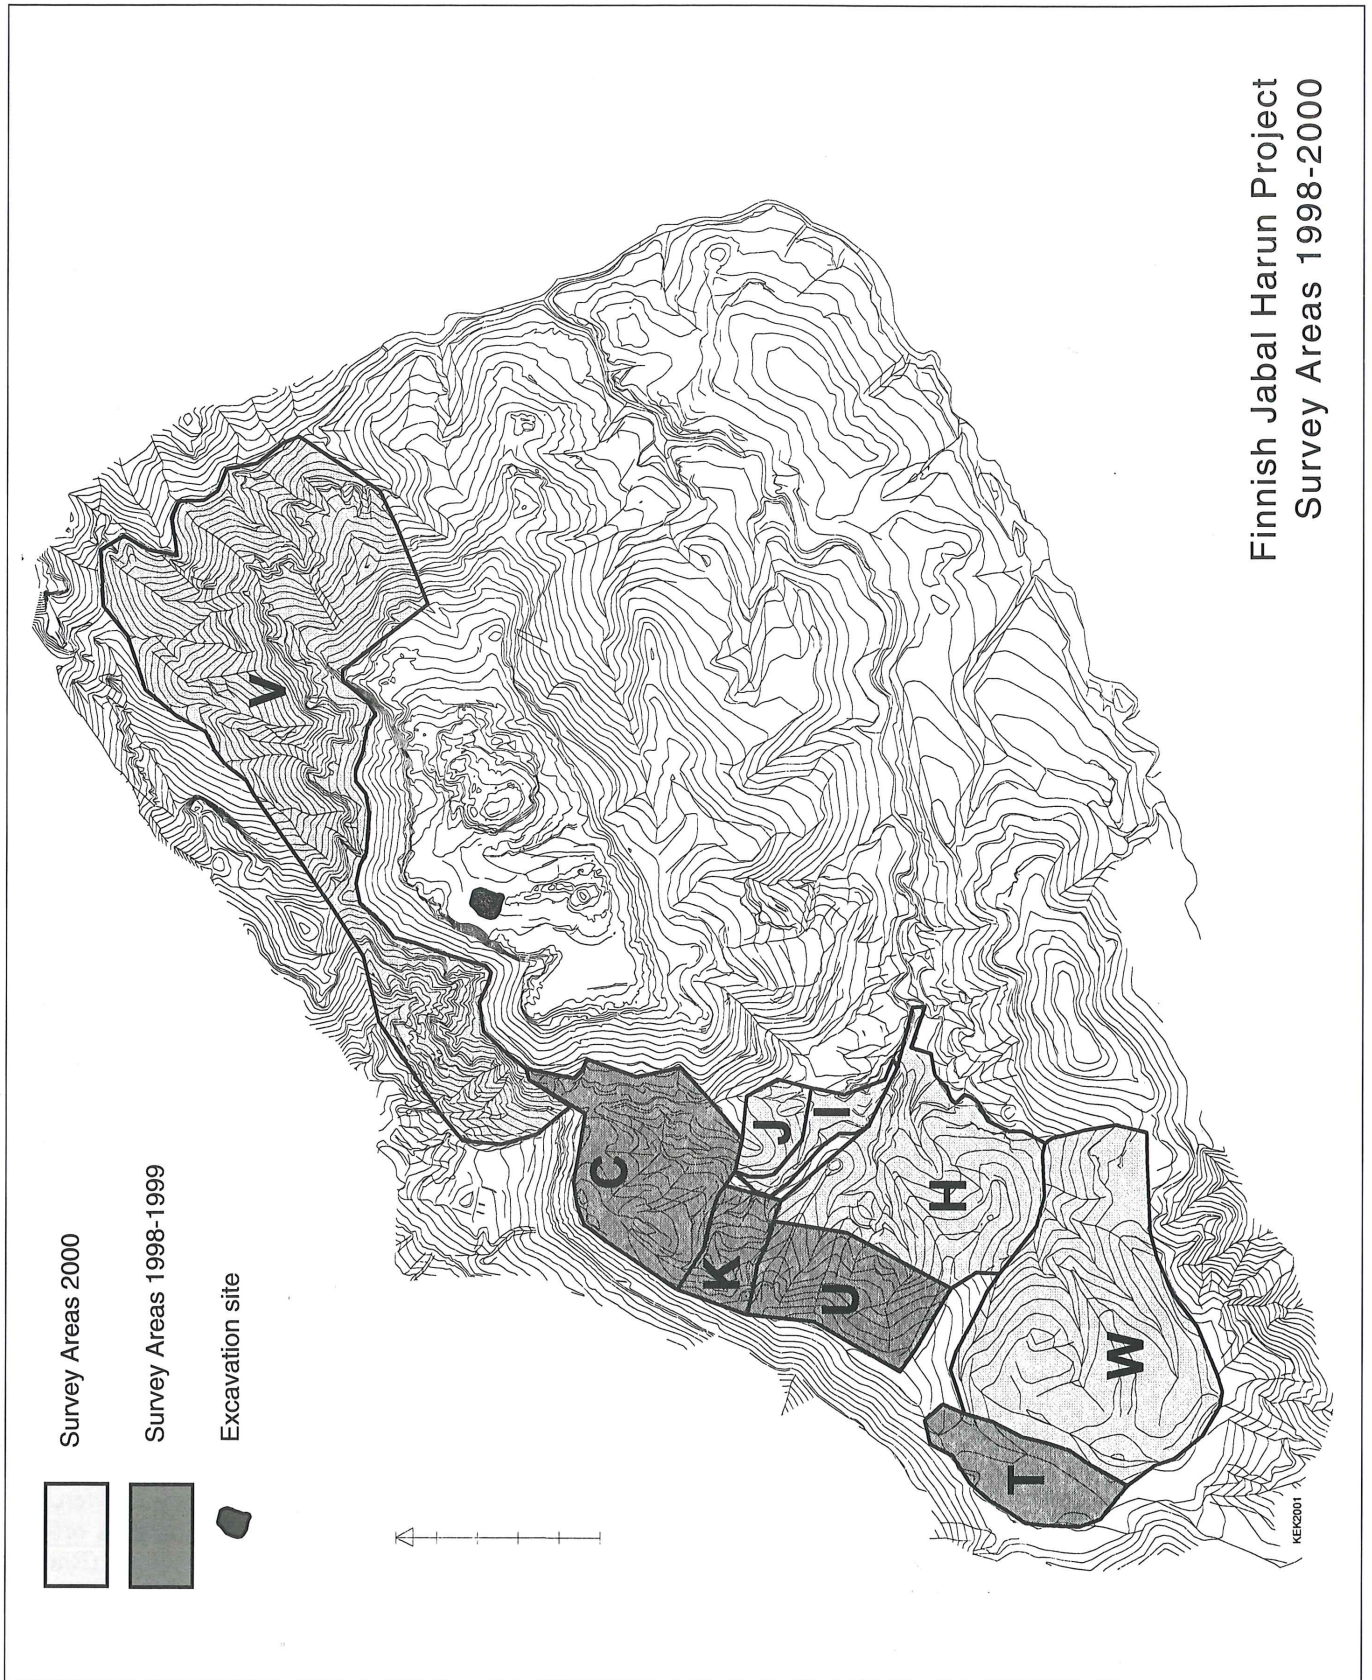 Survey Areas 2000
Survey Areas 1998-1999
Excavation site
V
C
J
I
K
H
U
W
T
KEK2001
Finnish Jabal Harun Project
Survey Areas 1998-2000